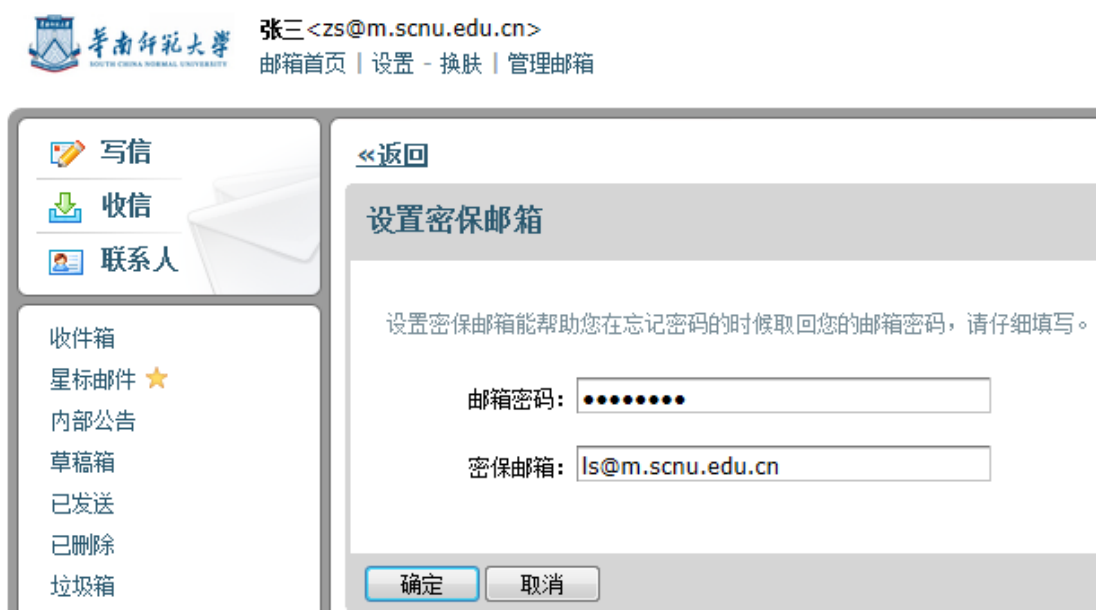 华南师范大学
SOUTH CHINA NORMAL UNIVERSITY
张三<zs@m.scnu.edu.cn>
邮箱首页 | 设置 - 换肤 | 管理邮箱
写信
收信
联系人
收件箱
星标邮件
内部公告
草稿箱
已发送
已删除
垃圾箱
«返回
设置密保邮箱
设置密保邮箱能帮助您在忘记密码的时候取回您的邮箱密码，请仔细填写。
邮箱密码：●●●●●●●●
密保邮箱：ls@m.scnu.edu.cn
确定 取消